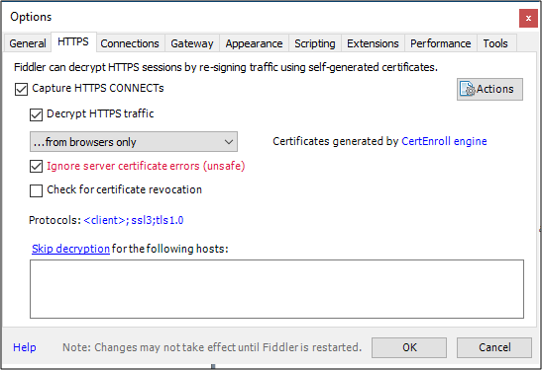 Options
x
General HTTPS Connections Gateway Appearance Scripting Extensions Performance Tools
Fiddler can decrypt HTTPS sessions by re-signing traffic using self-generated certificates.
Capture HTTPS CONNECTs
Actions
Decrypt HTTPS traffic
...from browsers only
Certificates generated by CertEnroll engine
Ignore server certificate errors (unsafe)
Check for certificate revocation
Protocols: <client>;ssl3;tls1.0
Skip decryption for the following hosts:
Help Note: Changes may not take effect until Fiddler is restarted. OK Cancel